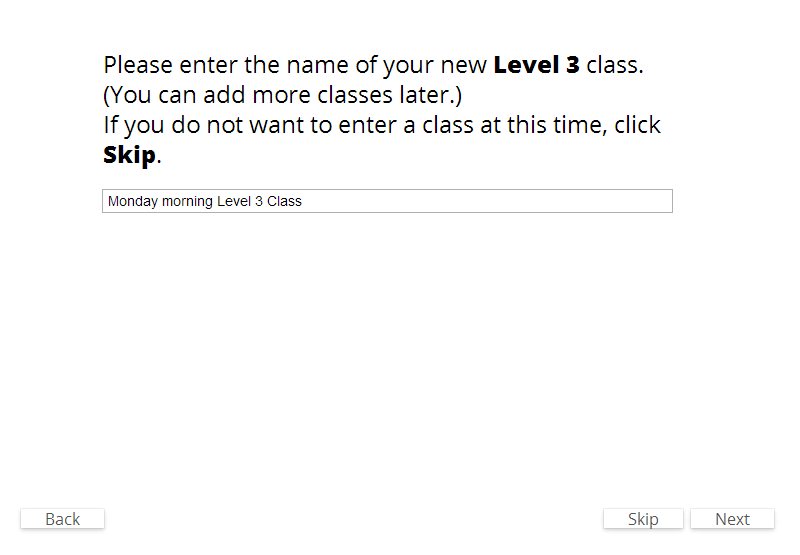 Please enter the name of your new Level 3 class.
(You can add more classes later.)
If you do not want to enter a class at this time, click
Skip.
Monday morning Level 3 Class
Back
Skip
Next